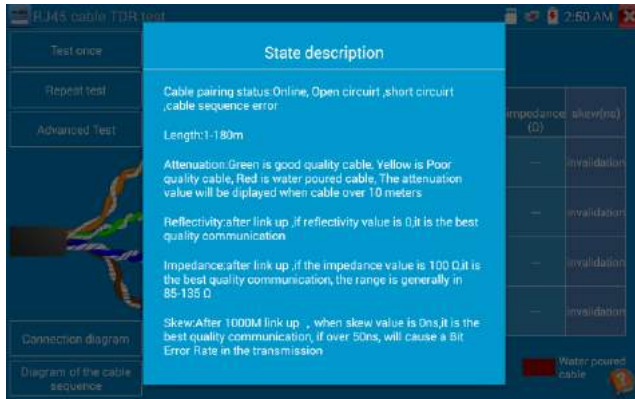 RJ45 cable TDR test
2:50 AM
Test once
Repeat test
Advanced Test
Connection diagram
Diagram of the cable
sequence
State description
Cable pairing status:Online, Open circuirt ,short circuirt
,cable sequence error
Length:1-180m
Attenuation:Green is good quality cable, Yellow is Poor
quality cable, Red is water poured cable, The attenuation
value will be diplayed when cable over 10 meters
Reflectivity:after link up ,if reflectivity value is 0,it is the best
quality communication
Impedance:after link up ,if the impedance value is 100 Ω,it is
the best quality communication, the range is generally in
85-135 Ω
Skew:After 1000M link up , when skew value is 0ns,it is the
best quality communication, if over 50ns, will cause a Bit
Error Rate in the transmission
impedance skew(ns)
(Ω)
--- invalidation
--- invalidation
--- invalidation
--- invalidation
Water poured
cable